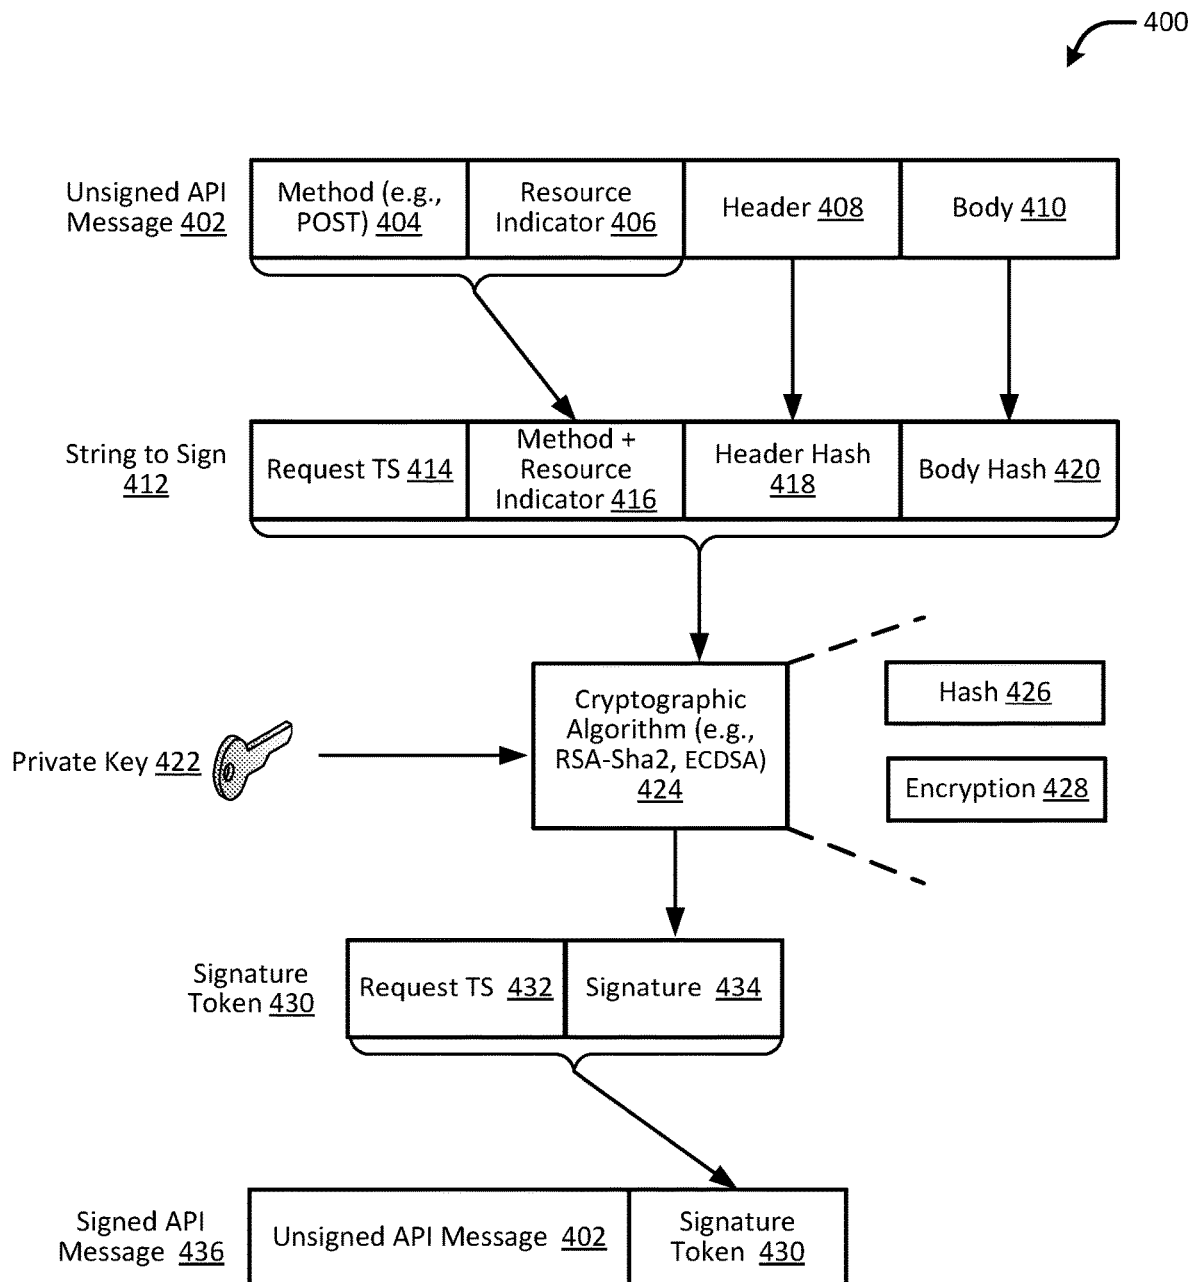 400
Unsigned API
Message 402
Method (e.g.,
POST) 404
Resource
Indicator 406
Header 408
Body 410
String to Sign
412
Request TS 414
Method +
Resource
Indicator 416
Header Hash
418
Body Hash 420
Private Key 422
Cryptographic
Algorithm (e.g.,
RSA-Sha2, ECDSA)
424
Hash 426
Encryption 428
Signature
Token 430
Request TS 432
Signature 434
Signed API
Message 436
Unsigned API Message 402
Signature
Token 430